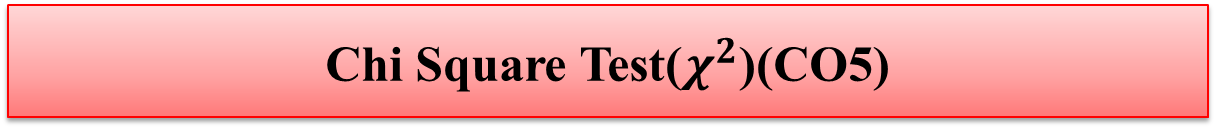 Chi Square Test(χ²)(CO5)